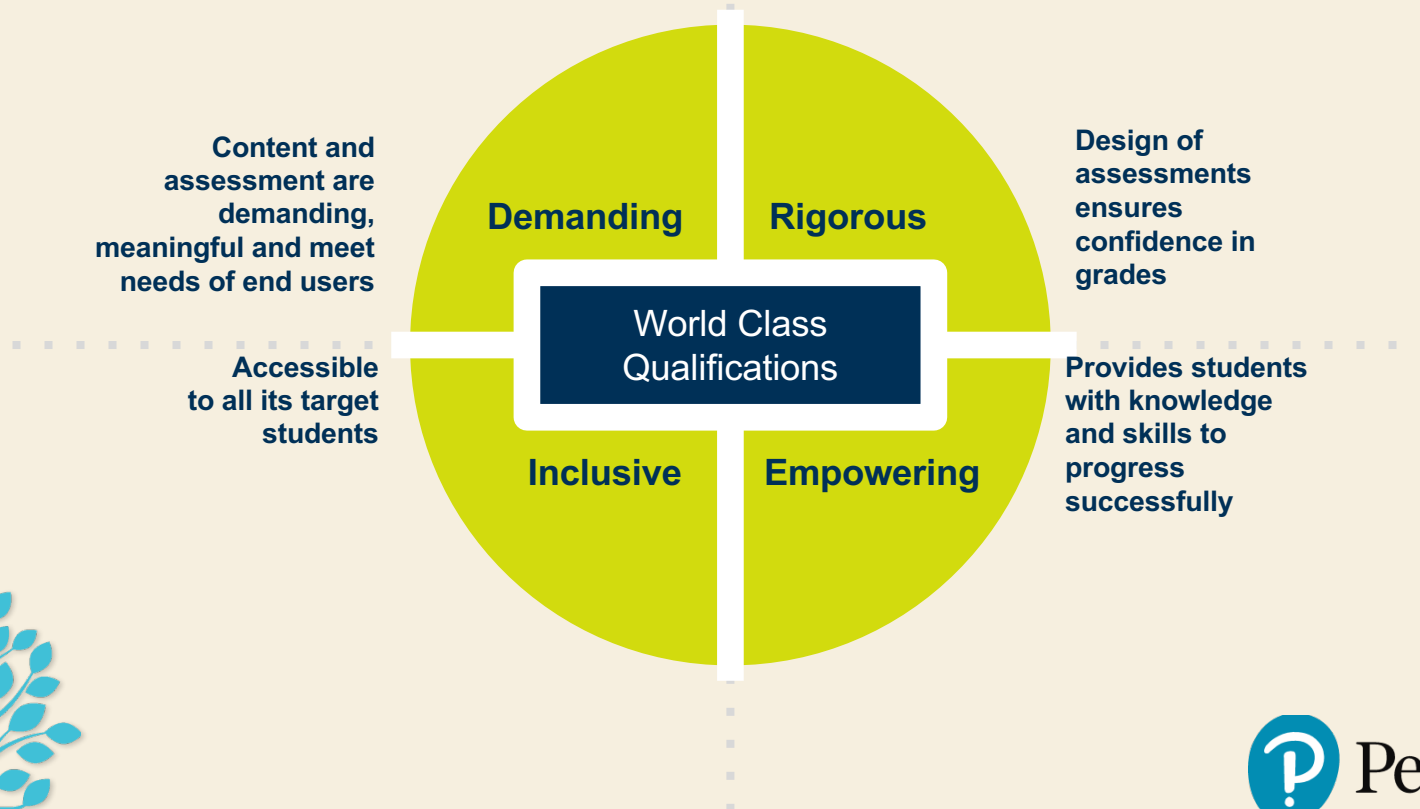 Content and
assessment are
demanding,
meaningful and meet
needs of end users
Demanding
Rigorous
Design of
assessments
ensures
confidence in
grades
World Class
Qualifications
Accessible
to all its target
students
Inclusive
Empowering
Provides students
with knowledge
and skills to
progress
successfully
P Pe